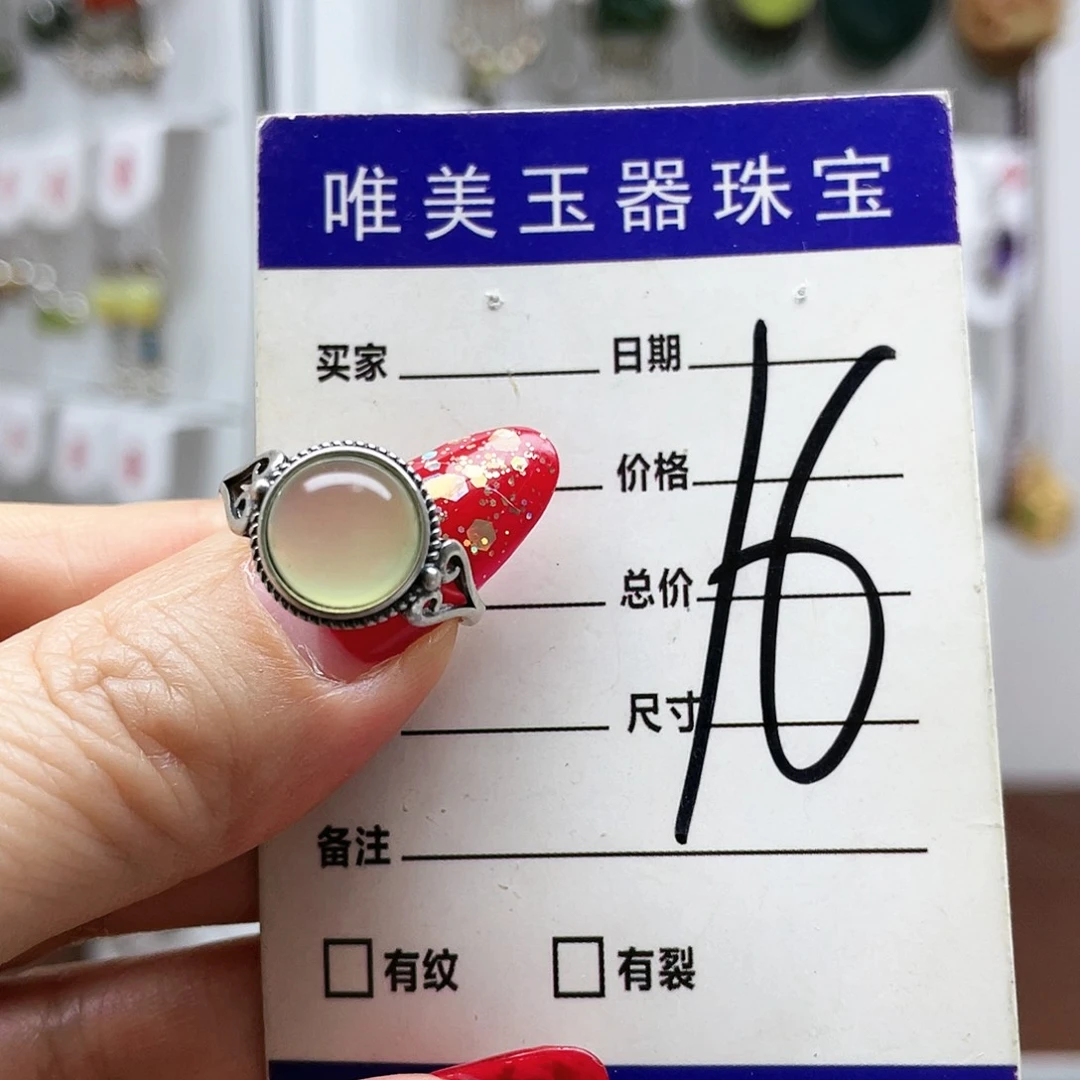 唯美玉器珠宝
买家 日期
价格
总价
尺寸
16
备注
有纹 有裂